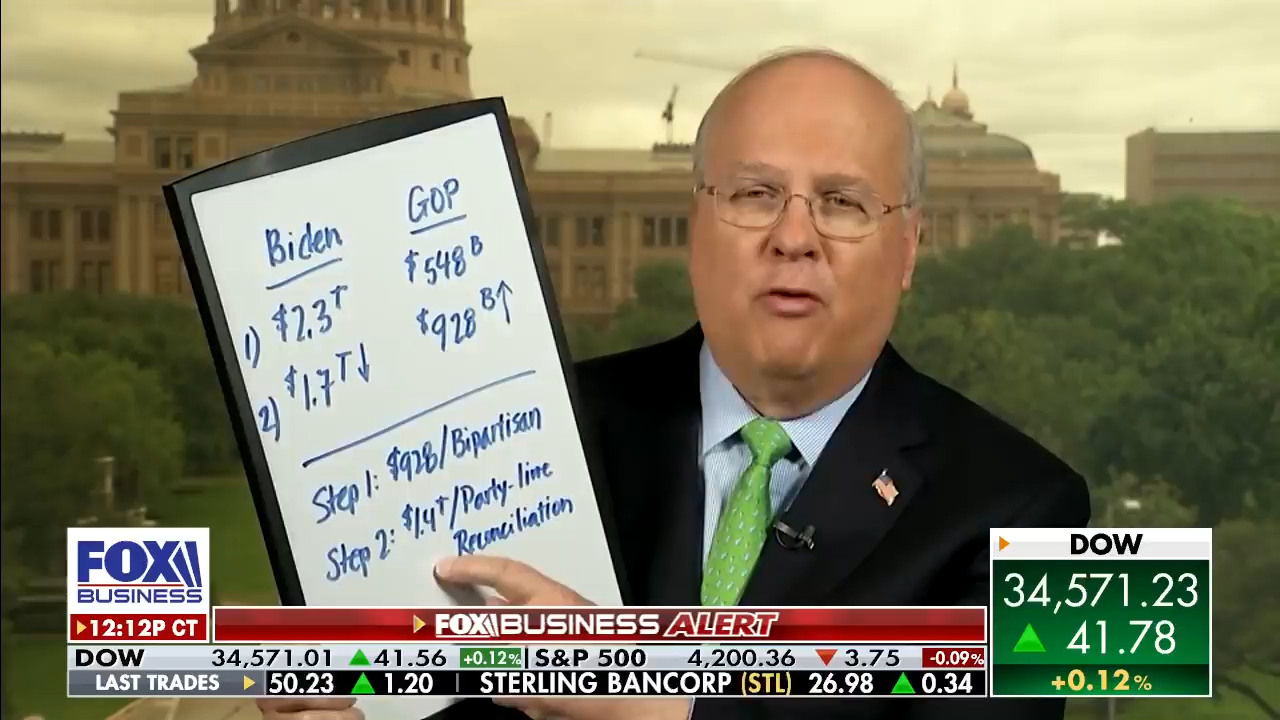 Biden
GOP
1) $2.3T
$548B
2) $1.7T↓
$928B↑
Step 1: $928/Bipartisan
Step 2: $1.4T/Party-line
Reconciliation
FOX
BUSINESS
12:12P CT
FOX BUSINESS ALERT
DOW
34,571.23
41.78
+0.12%
DOW 34,571.01 41.56 +0.12% S&P 500 4,200.36 3.75 -0.09%
LAST TRADES 50.23 1.20 STERLING BANCORP (STL) 26.98 0.34